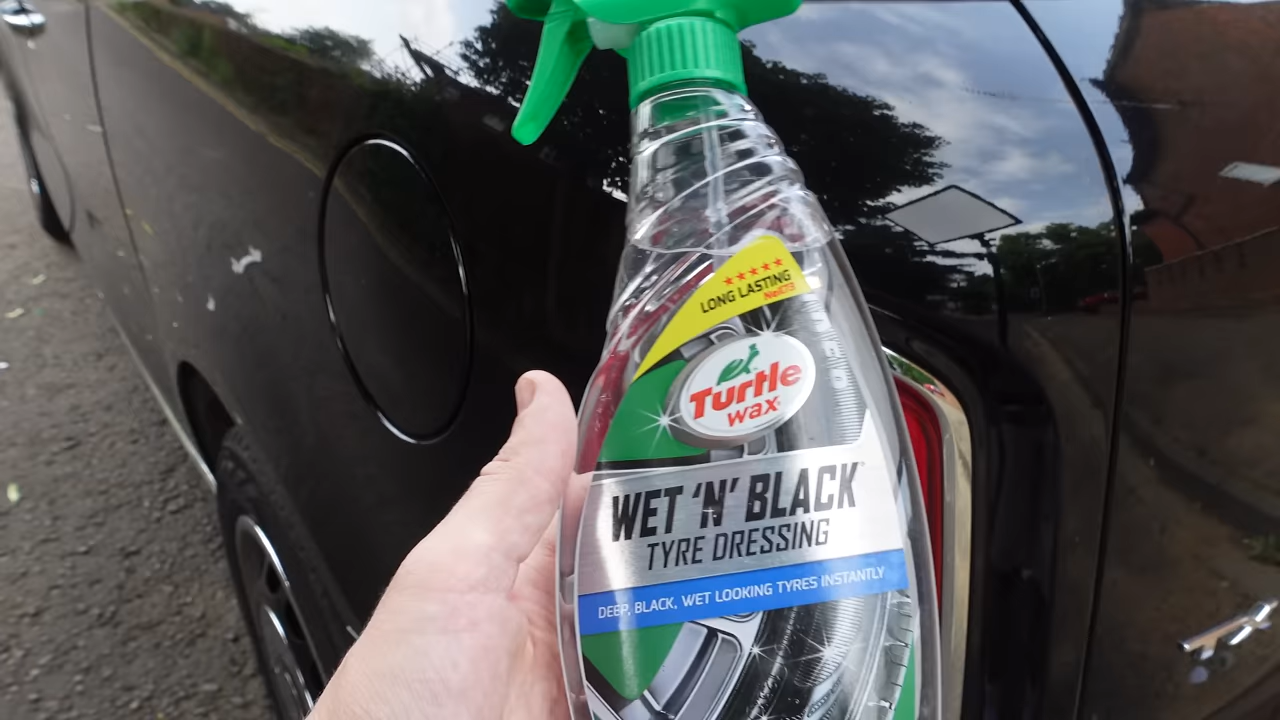 LONG LASTING
Turtle
wax
WET 'N' BLACK
TYRE DRESSING
DEEP, BLACK, WET LOOKING TYRES INSTANTLY